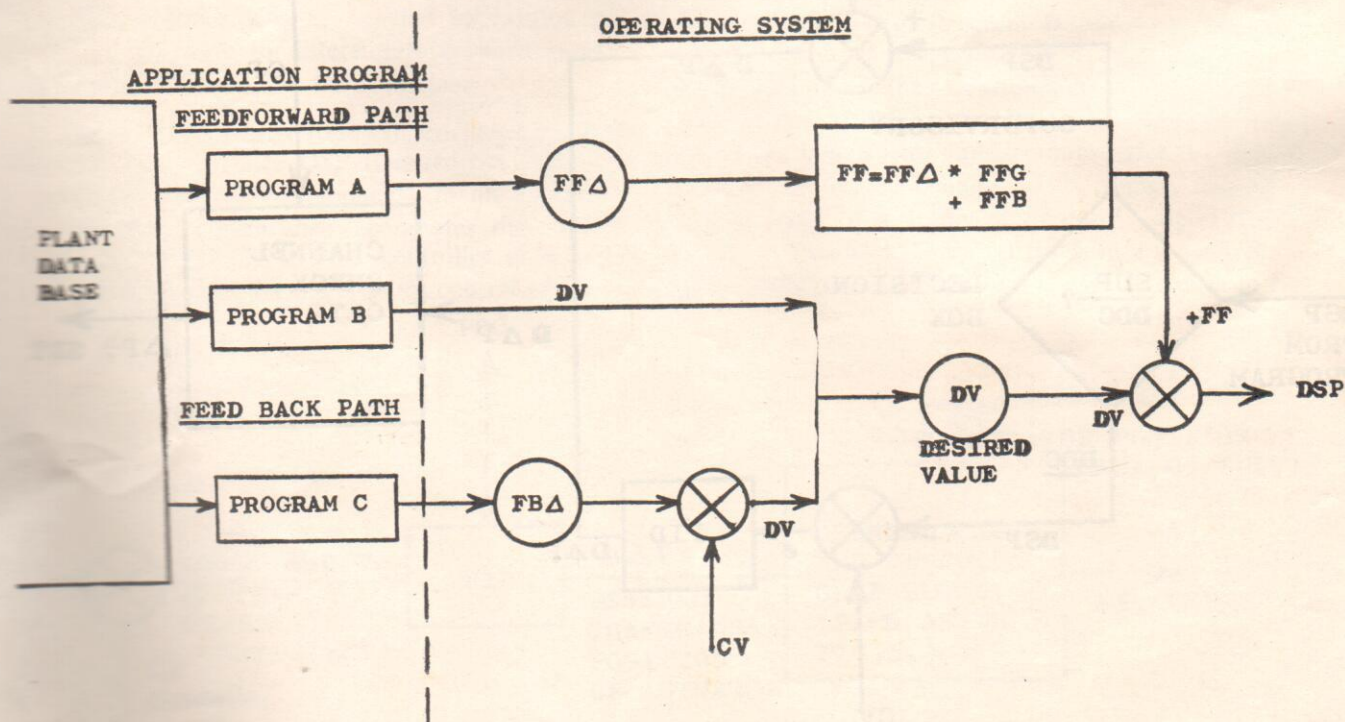 OPERATING SYSTEM
APPLICATION PROGRAM
FEEDFORWARD PATH
PROGRAM A
FFΔ
FF=FFΔ * FFG
+ FFB
PLANT
DATA
BASE
PROGRAM B
DV
+FF
FEED BACK PATH
DV
DESIRED
VALUE
DV
DSP
PROGRAM C
FBΔ
DV
CV